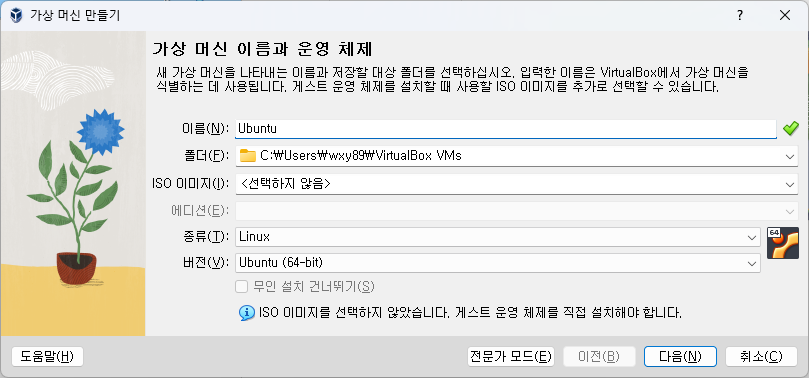 가상 머신 만들기
가상 머신 이름과 운영 체제
새 가상 머신을 나타내는 이름과 저장할 대상 폴더를 선택하십시오. 입력한 이름은 VirtualBox에서 가상 머신을
식별하는 데 사용됩니다. 게스트 운영 체제를 설치할 때 사용할 ISO 이미지를 추가로 선택할 수 있습니다.
이름(N): Ubuntu
폴더(F): C:₩Users₩wxy89₩VirtualBox VMs
ISO 이미지(I): <선택하지 않음>
에디션(E):
종류(T): Linux
64
버전(V): Ubuntu (64-bit)
무인 설치 건너뛰기(S)
ISO 이미지를 선택하지 않았습니다. 게스트 운영 체제를 직접 설치해야 합니다.
도움말(H) 전문가 모드(E) 이전(B) 다음(N) 취소(C)